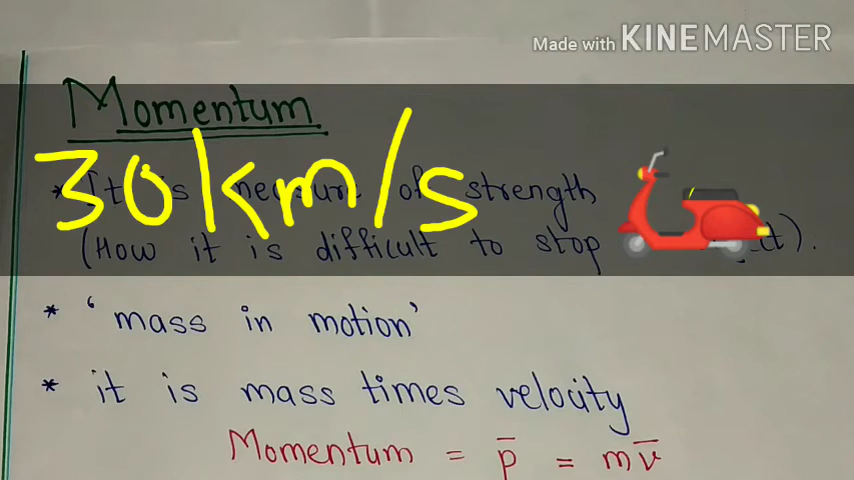 Made with KINEMASTER
Momentum
30km/s
* It is measure of strength
(How it is difficult to stop
* 'mass in motion'
* it is mass times velocity
Momentum = p̅ = mv̅